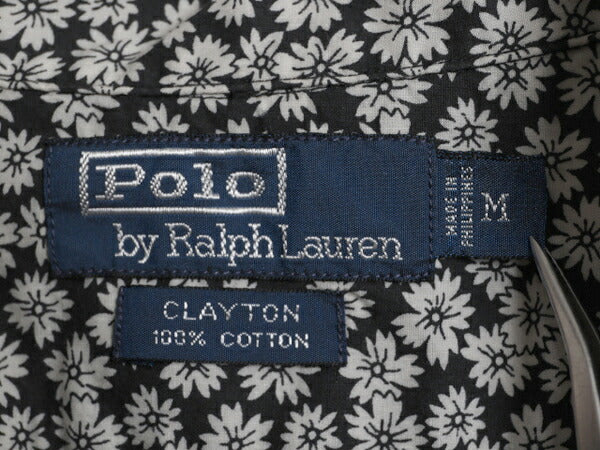 Polo
by Ralph Lauren
MADE IN
PHILIPPINES
M
CLAYTON
100% COTTON